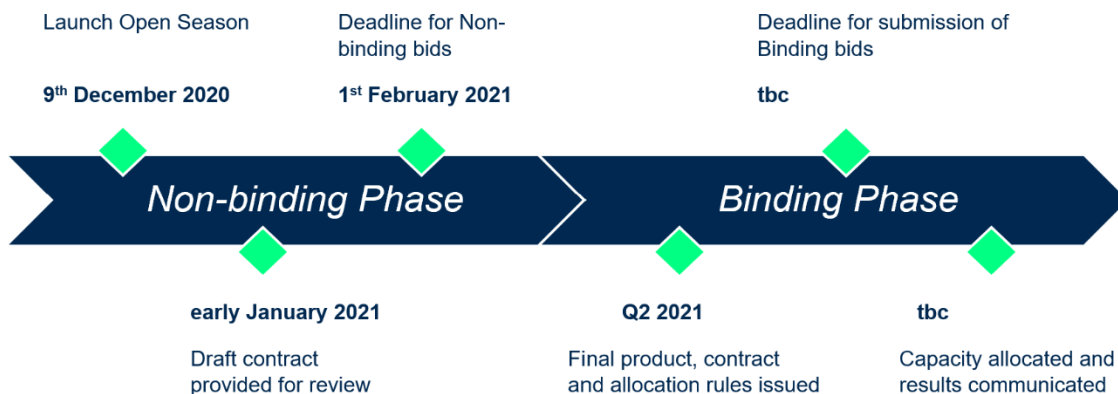 Launch Open Season
9th December 2020
Deadline for Non-
binding bids
1st February 2021
Deadline for submission of
Binding bids
tbc
Non-binding Phase
Binding Phase
early January 2021
Draft contract
provided for review
Q2 2021
Final product, contract
and allocation rules issued
tbc
Capacity allocated and
results communicated